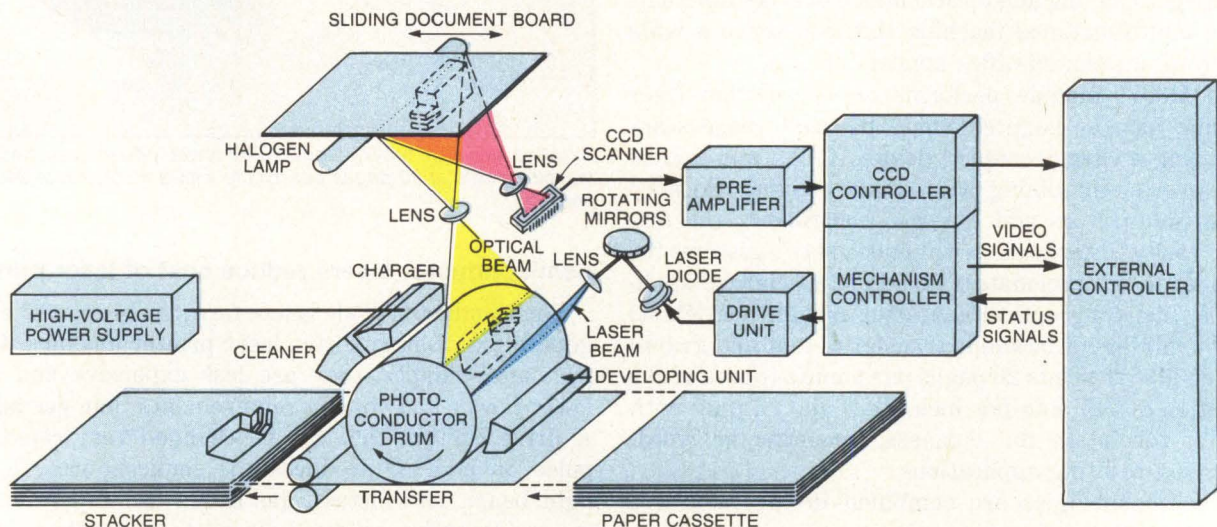 SLIDING DOCUMENT BOARD
HALOGEN
LAMP
LENS
CCD
SCANNER
ROTATING
MIRRORS
PRE-
AMPLIFIER
CCD
CONTROLLER
LENS
OPTICAL
BEAM
LENS
LASER
DIODE
VIDEO
SIGNALS
CHARGER
HIGH-VOLTAGE
POWER SUPPLY
DRIVE
UNIT
MECHANISM
CONTROLLER
EXTERNAL
CONTROLLER
STATUS
SIGNALS
CLEANER
LASER
BEAM
DEVELOPING UNIT
PHOTO-
CONDUCTOR
DRUM
TRANSFER
STACKER
PAPER CASSETTE